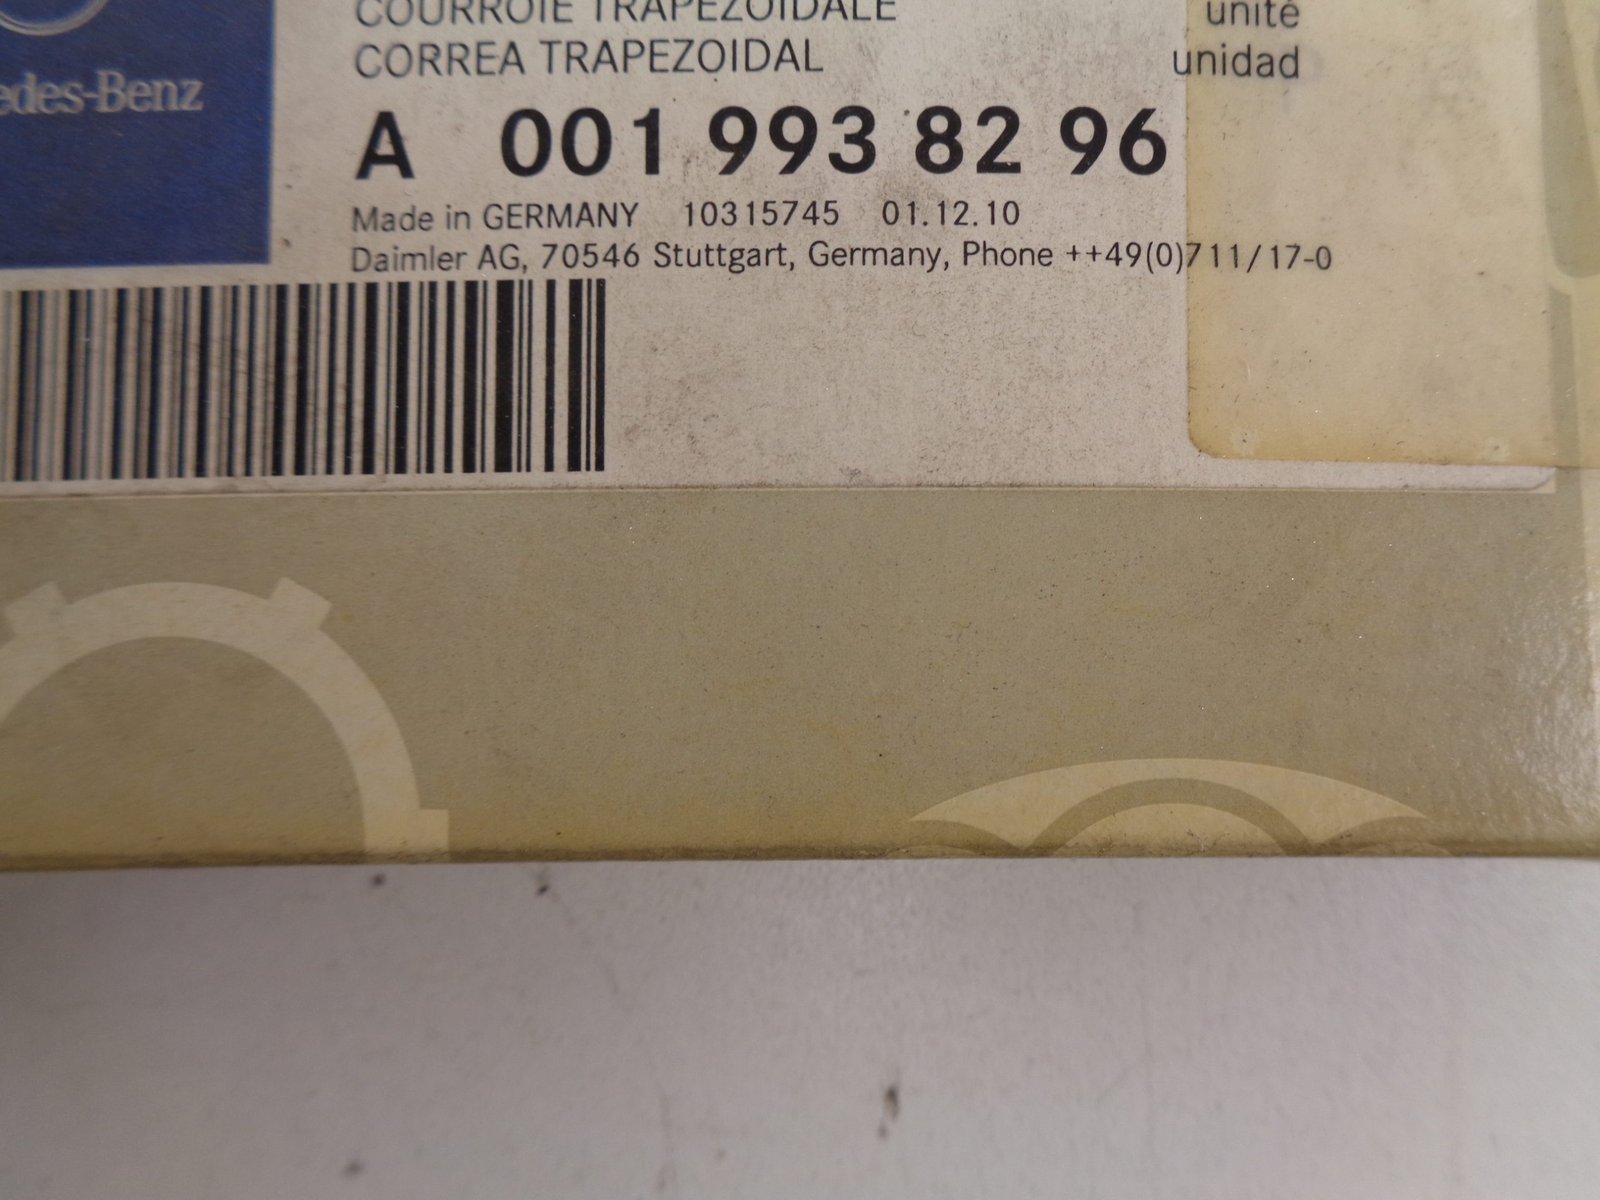 COURROIE TRAPEZOIDALE unité
CORREA TRAPEZOIDAL unidad
edes-Benz
A 001 993 82 96
Made in GERMANY 10315745 01.12.10
Daimler AG, 70546 Stuttgart, Germany, Phone ++49(0)711/17-0